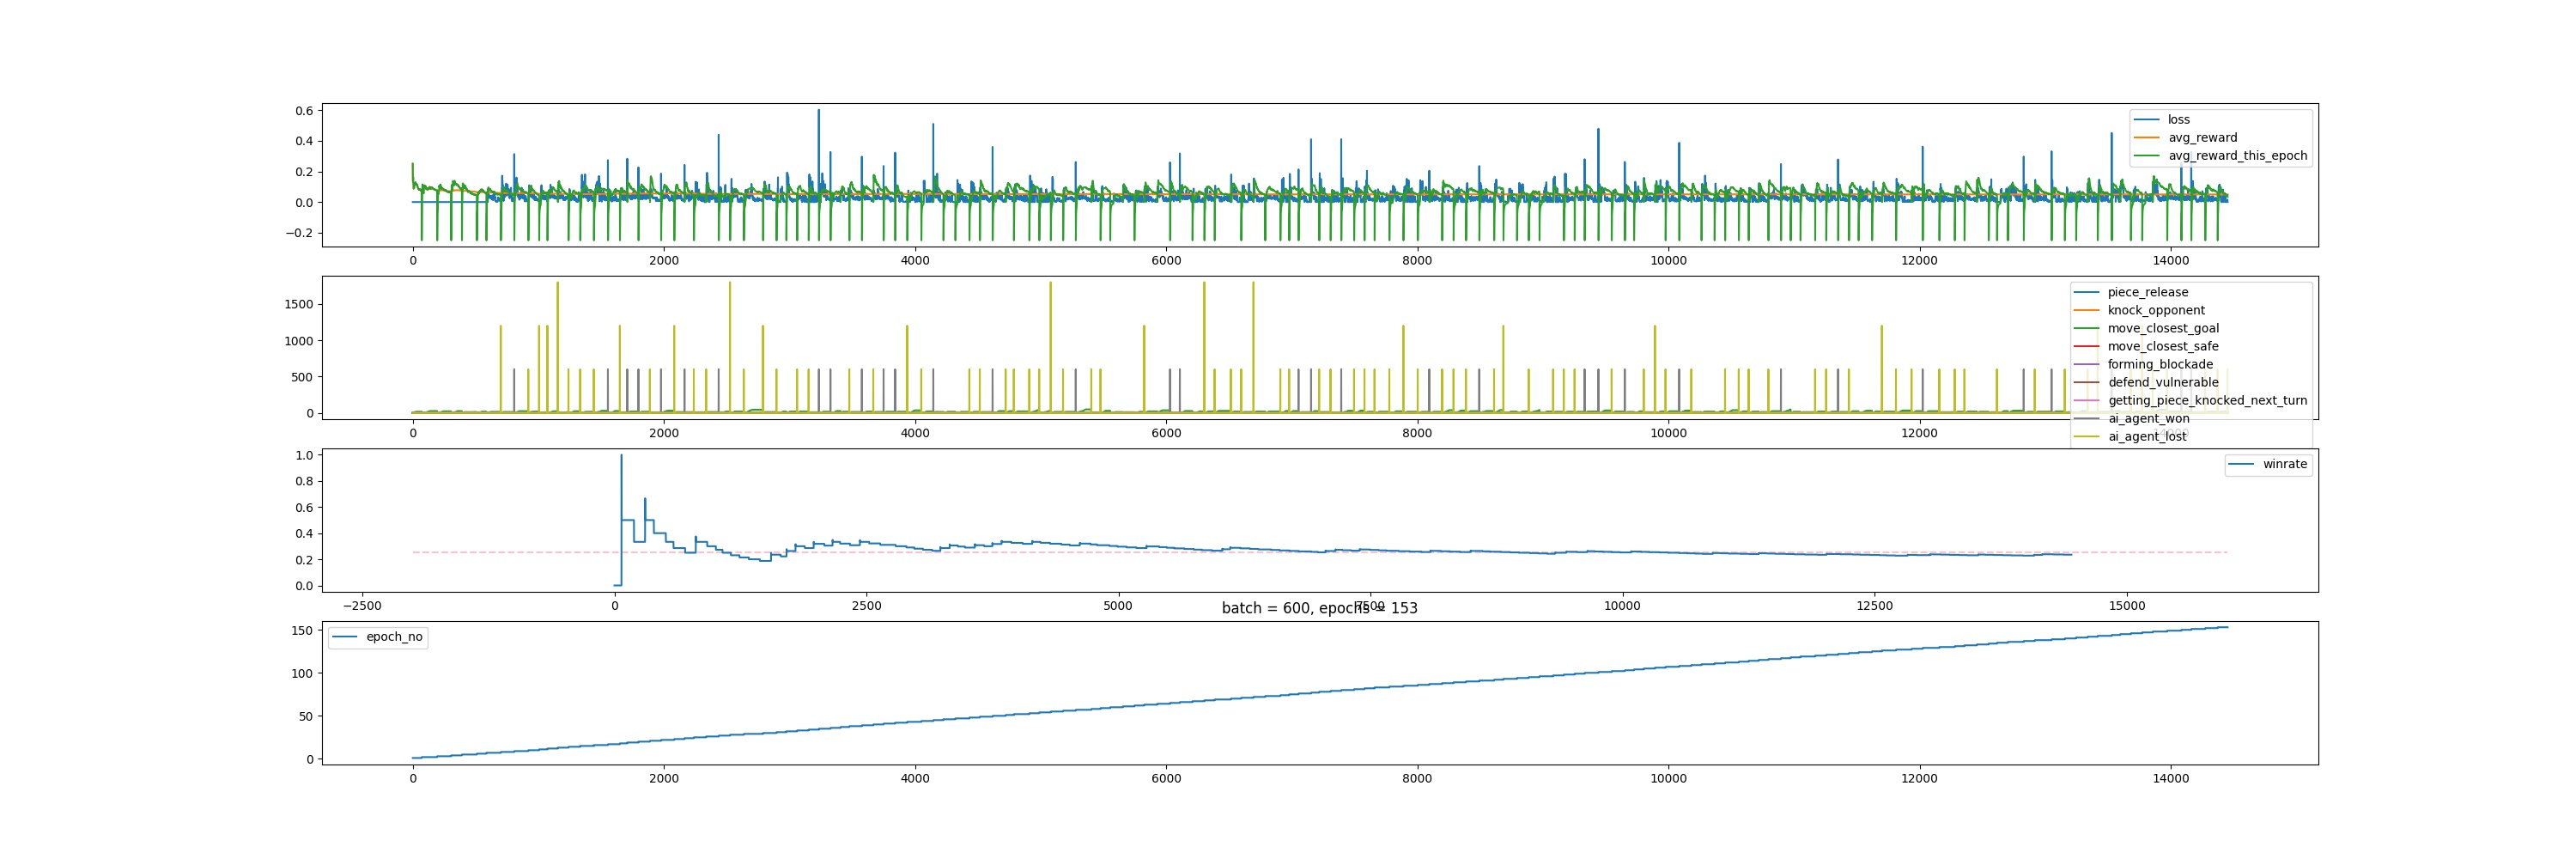 0.6
0.4
0.2
0.0
−0.2
loss
avg_reward
avg_reward_this_epoch
0 2000 4000 6000 8000 10000 12000 14000
1500
1000
500
0
piece_release
knock_opponent
move_closest_goal
move_closest_safe
forming_blockade
defend_vulnerable
getting_piece_knocked_next_turn
ai_agent_won
ai_agent_lost
0 2000 4000 6000 8000 10000 12000 14000
1.0
0.8
0.6
0.4
0.2
0.0
winrate
−2500 0 2500 5000 7500 10000 12500 15000
batch = 600, epochs = 153
150
100
50
0
epoch_no
0 2000 4000 6000 8000 10000 12000 14000